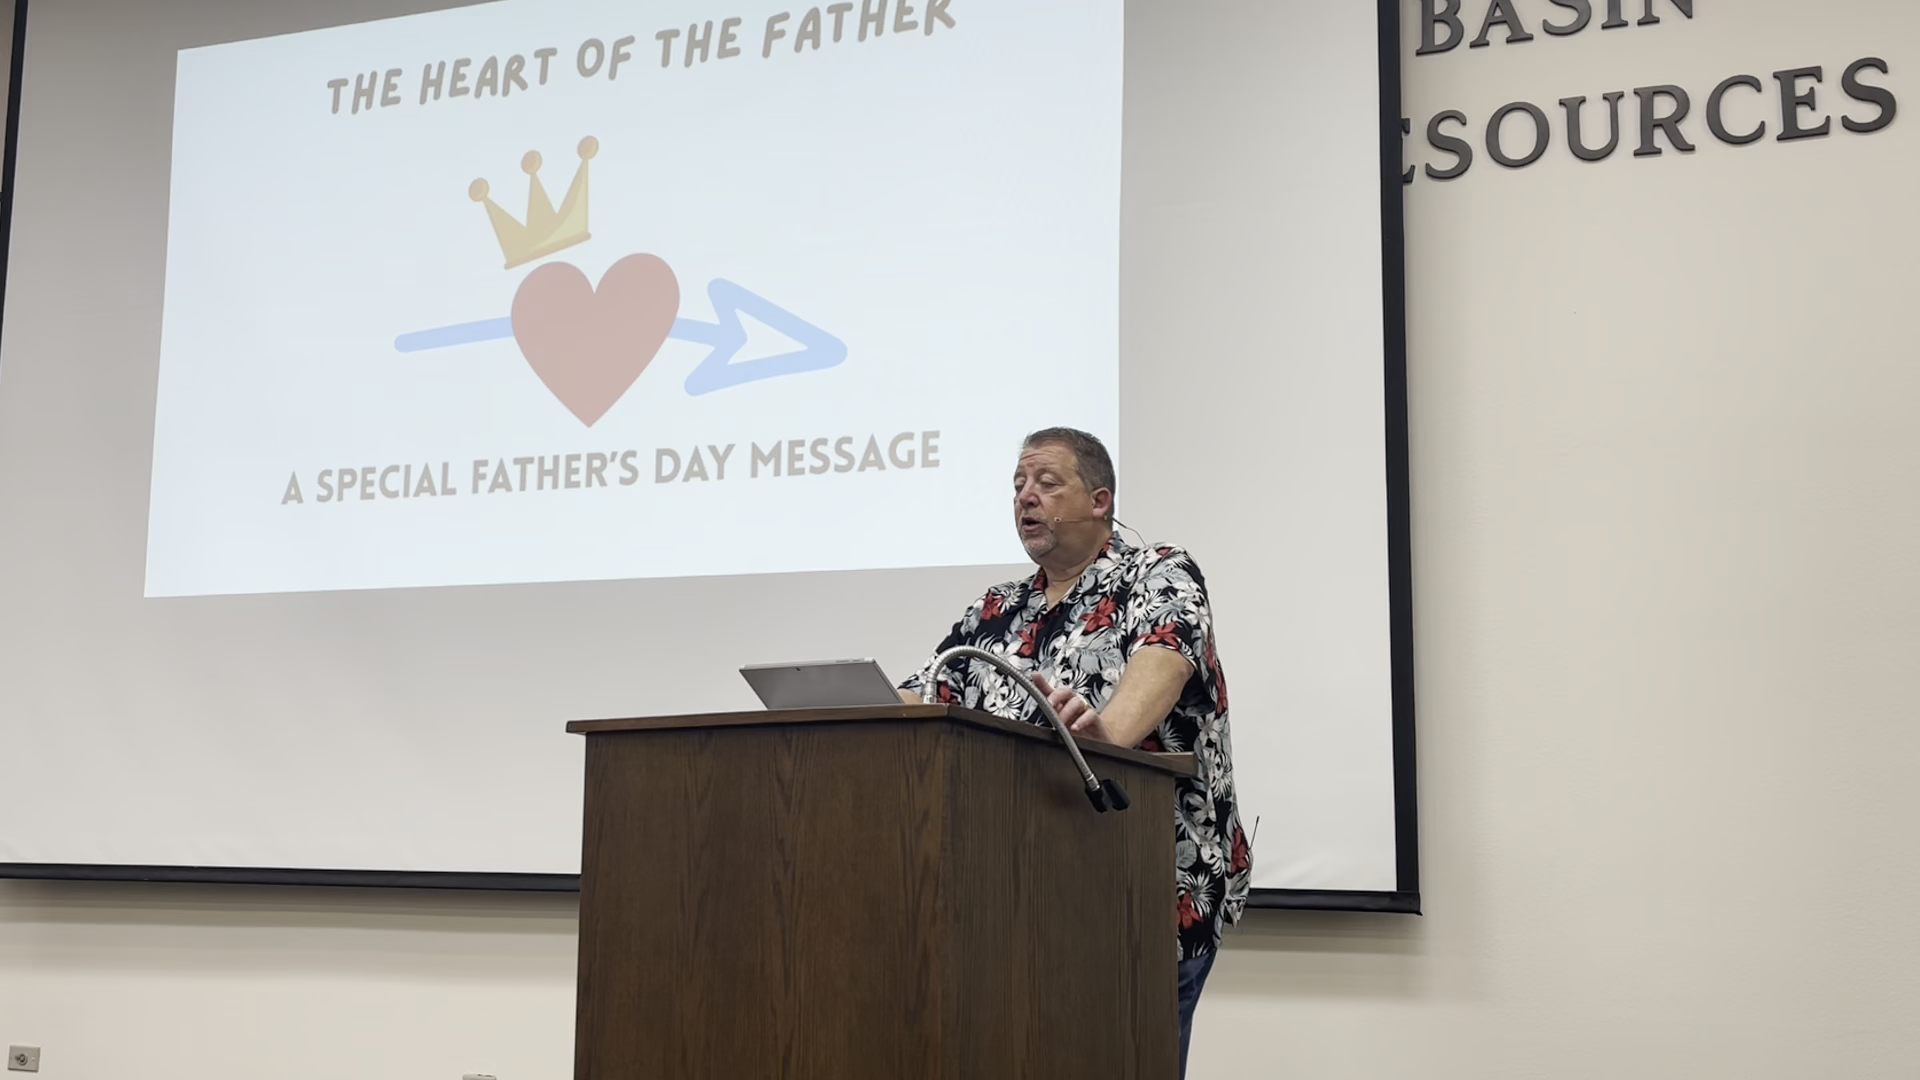 THE HEART OF THE FATHER
A SPECIAL FATHER'S DAY MESSAGE
BASIN
ESOURCES